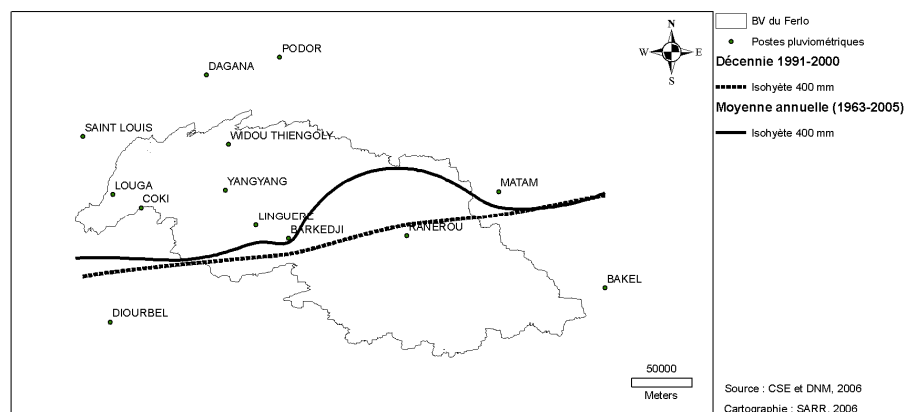 PODOR
DAGANA
N
W E
S
SAINT LOUIS
WIDOU THIENGOLY
LOUGA
YANGYANG
MATAM
COKI
LINGUERE
BARKEDJI
RANEROU
BAKEL
DIOURBEL
50000
Meters
BV du Ferlo
Postes pluviométriques
Décennie 1991-2000
Isohyète 400 mm
Moyenne annuelle (1963-2005)
Isohyète 400 mm
Source : CSE et DNM, 2006
Cartographie : SARR, 2006